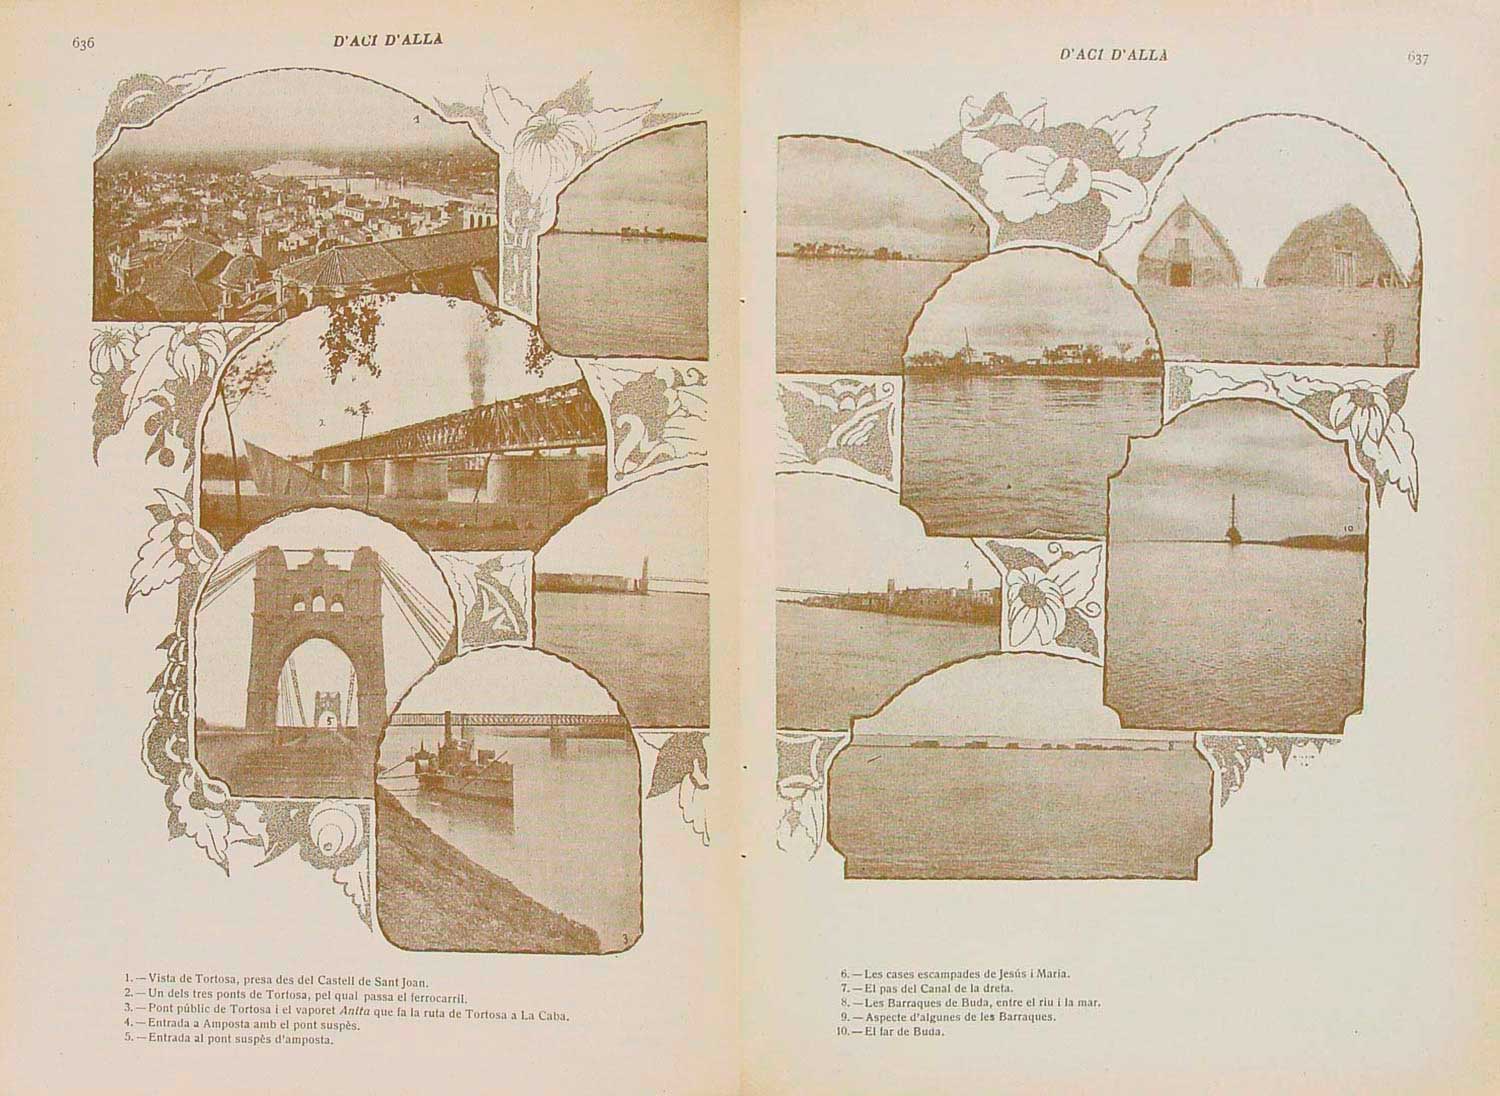 636
D'ACI D'ALLA
1
2
5
3
1. — Vista de Tortosa, presa des del Castell de Sant Joan.
2. — Un dels tres ponts de Tortosa, pel qual passa el ferrocarril.
3. — Pont públic de Tortosa i el vaporet Anita que fa la ruta de Tortosa a La Caba.
4. — Entrada a Amposta amb el pont suspès.
5. — Entrada al pont suspès d'amposta.
D'ACI D'ALLA
637
7
10
4
6. — Les cases escampades de Jesús i Maria.
7. — El pas del Canal de la dreta.
8. — Les Barraques de Buda, entre el riu i la mar.
9. — Aspecte d'algunes de les Barraques.
10. — El far de Buda.